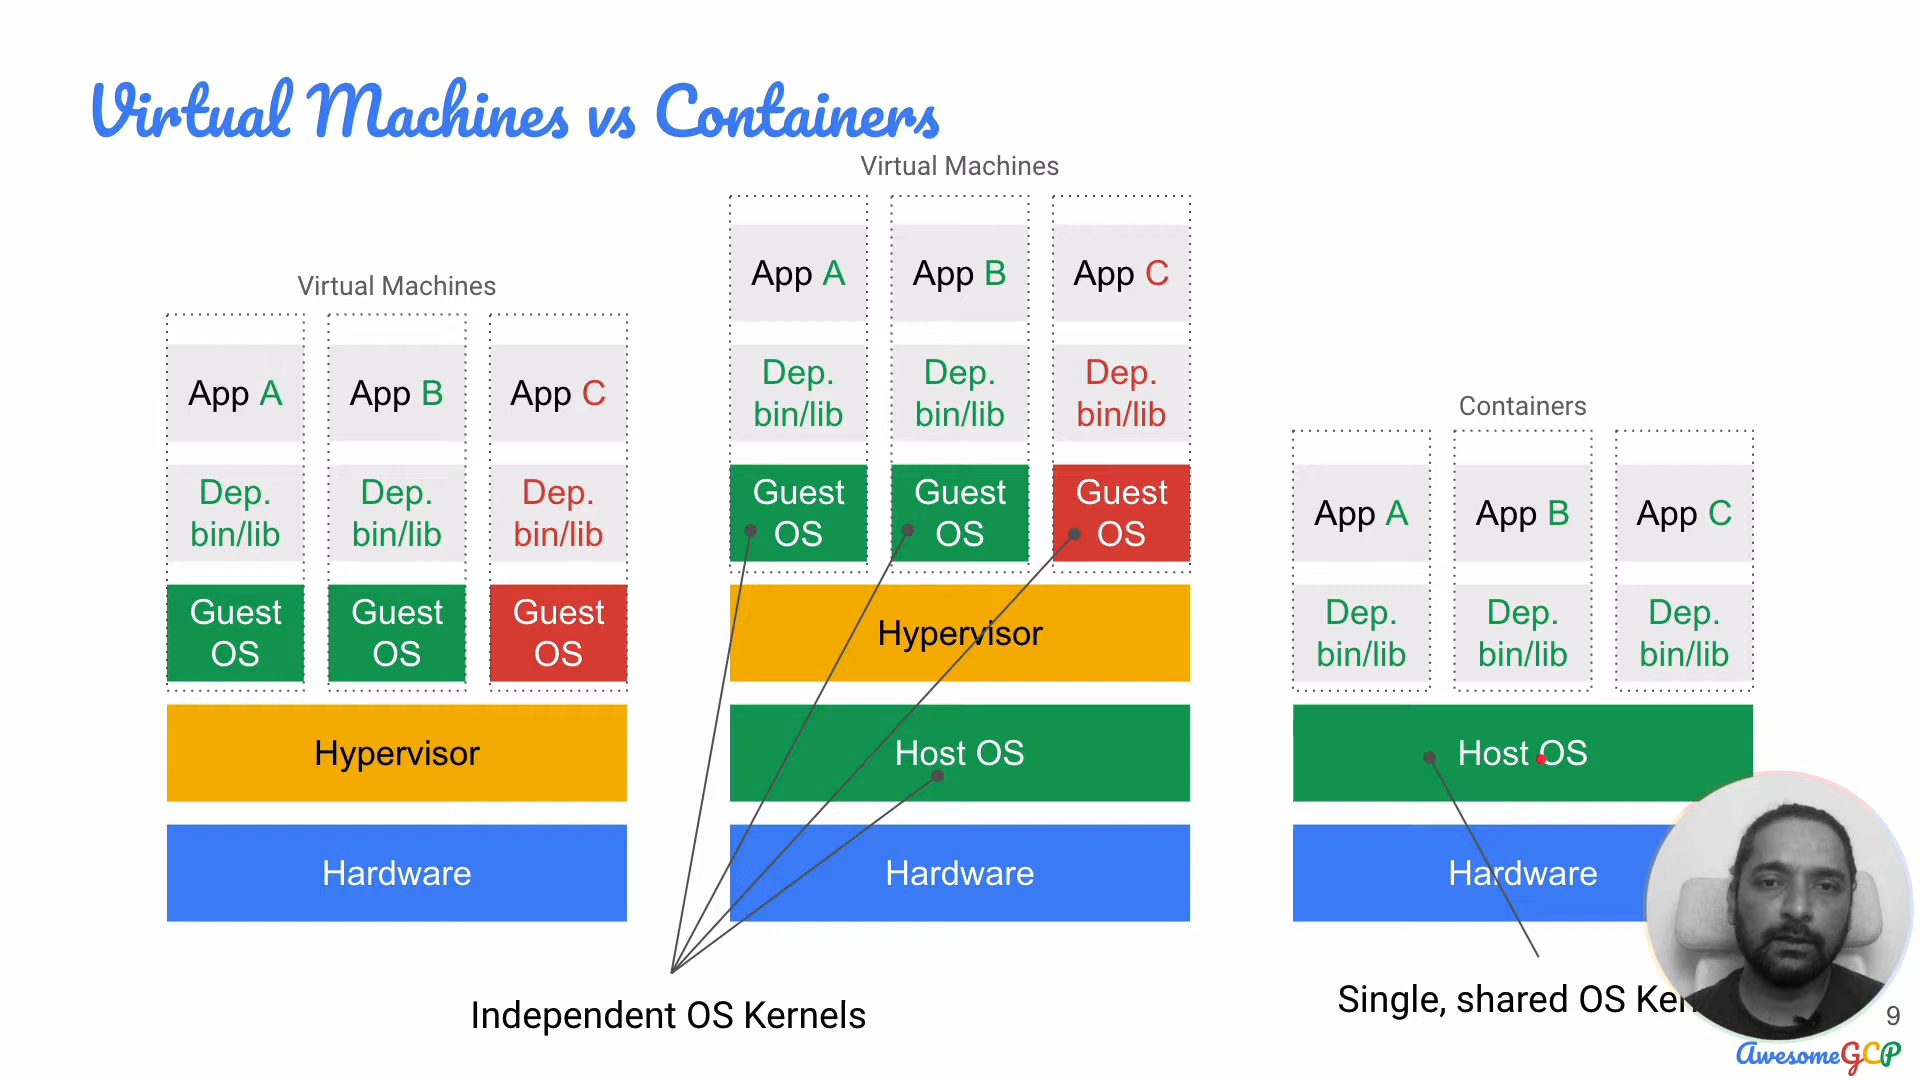 Virtual Machines vs Containers
Virtual Machines
App A
App B
App C
Dep.
bin/lib
Dep.
bin/lib
Dep.
bin/lib
Guest
OS
Guest
OS
Guest
OS
Hypervisor
Hardware
Virtual Machines
App A
App B
App C
Dep.
bin/lib
Dep.
bin/lib
Dep.
bin/lib
Guest
OS
Guest
OS
Guest
OS
Hypervisor
Host OS
Hardware
Independent OS Kernels
Containers
App A
App B
App C
Dep.
bin/lib
Dep.
bin/lib
Dep.
bin/lib
Host OS
Hardware
Single, shared OS
9
AwesomeGCP